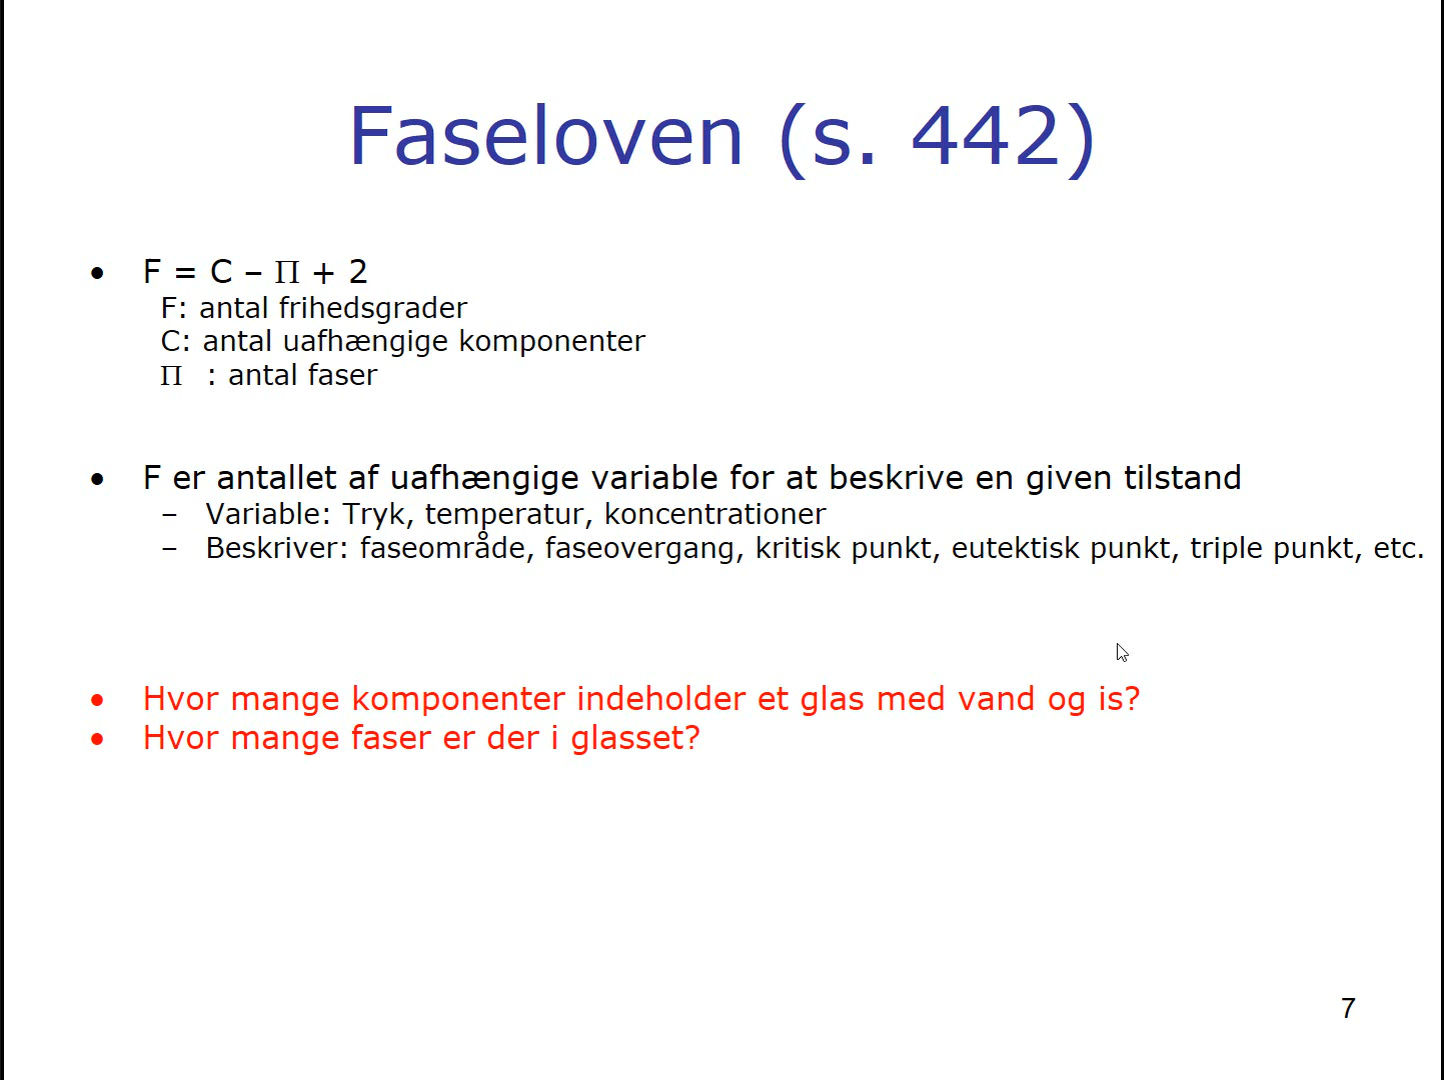 Faseloven (s. 442)
• F = C – Π + 2
F: antal frihedsgrader
C: antal uafhængige komponenter
Π : antal faser
• F er antallet af uafhængige variable for at beskrive en given tilstand
– Variable: Tryk, temperatur, koncentrationer
– Beskriver: faseområde, faseovergang, kritisk punkt, eutektisk punkt, triple punkt, etc.
• Hvor mange komponenter indeholder et glas med vand og is?
• Hvor mange faser er der i glasset?
7